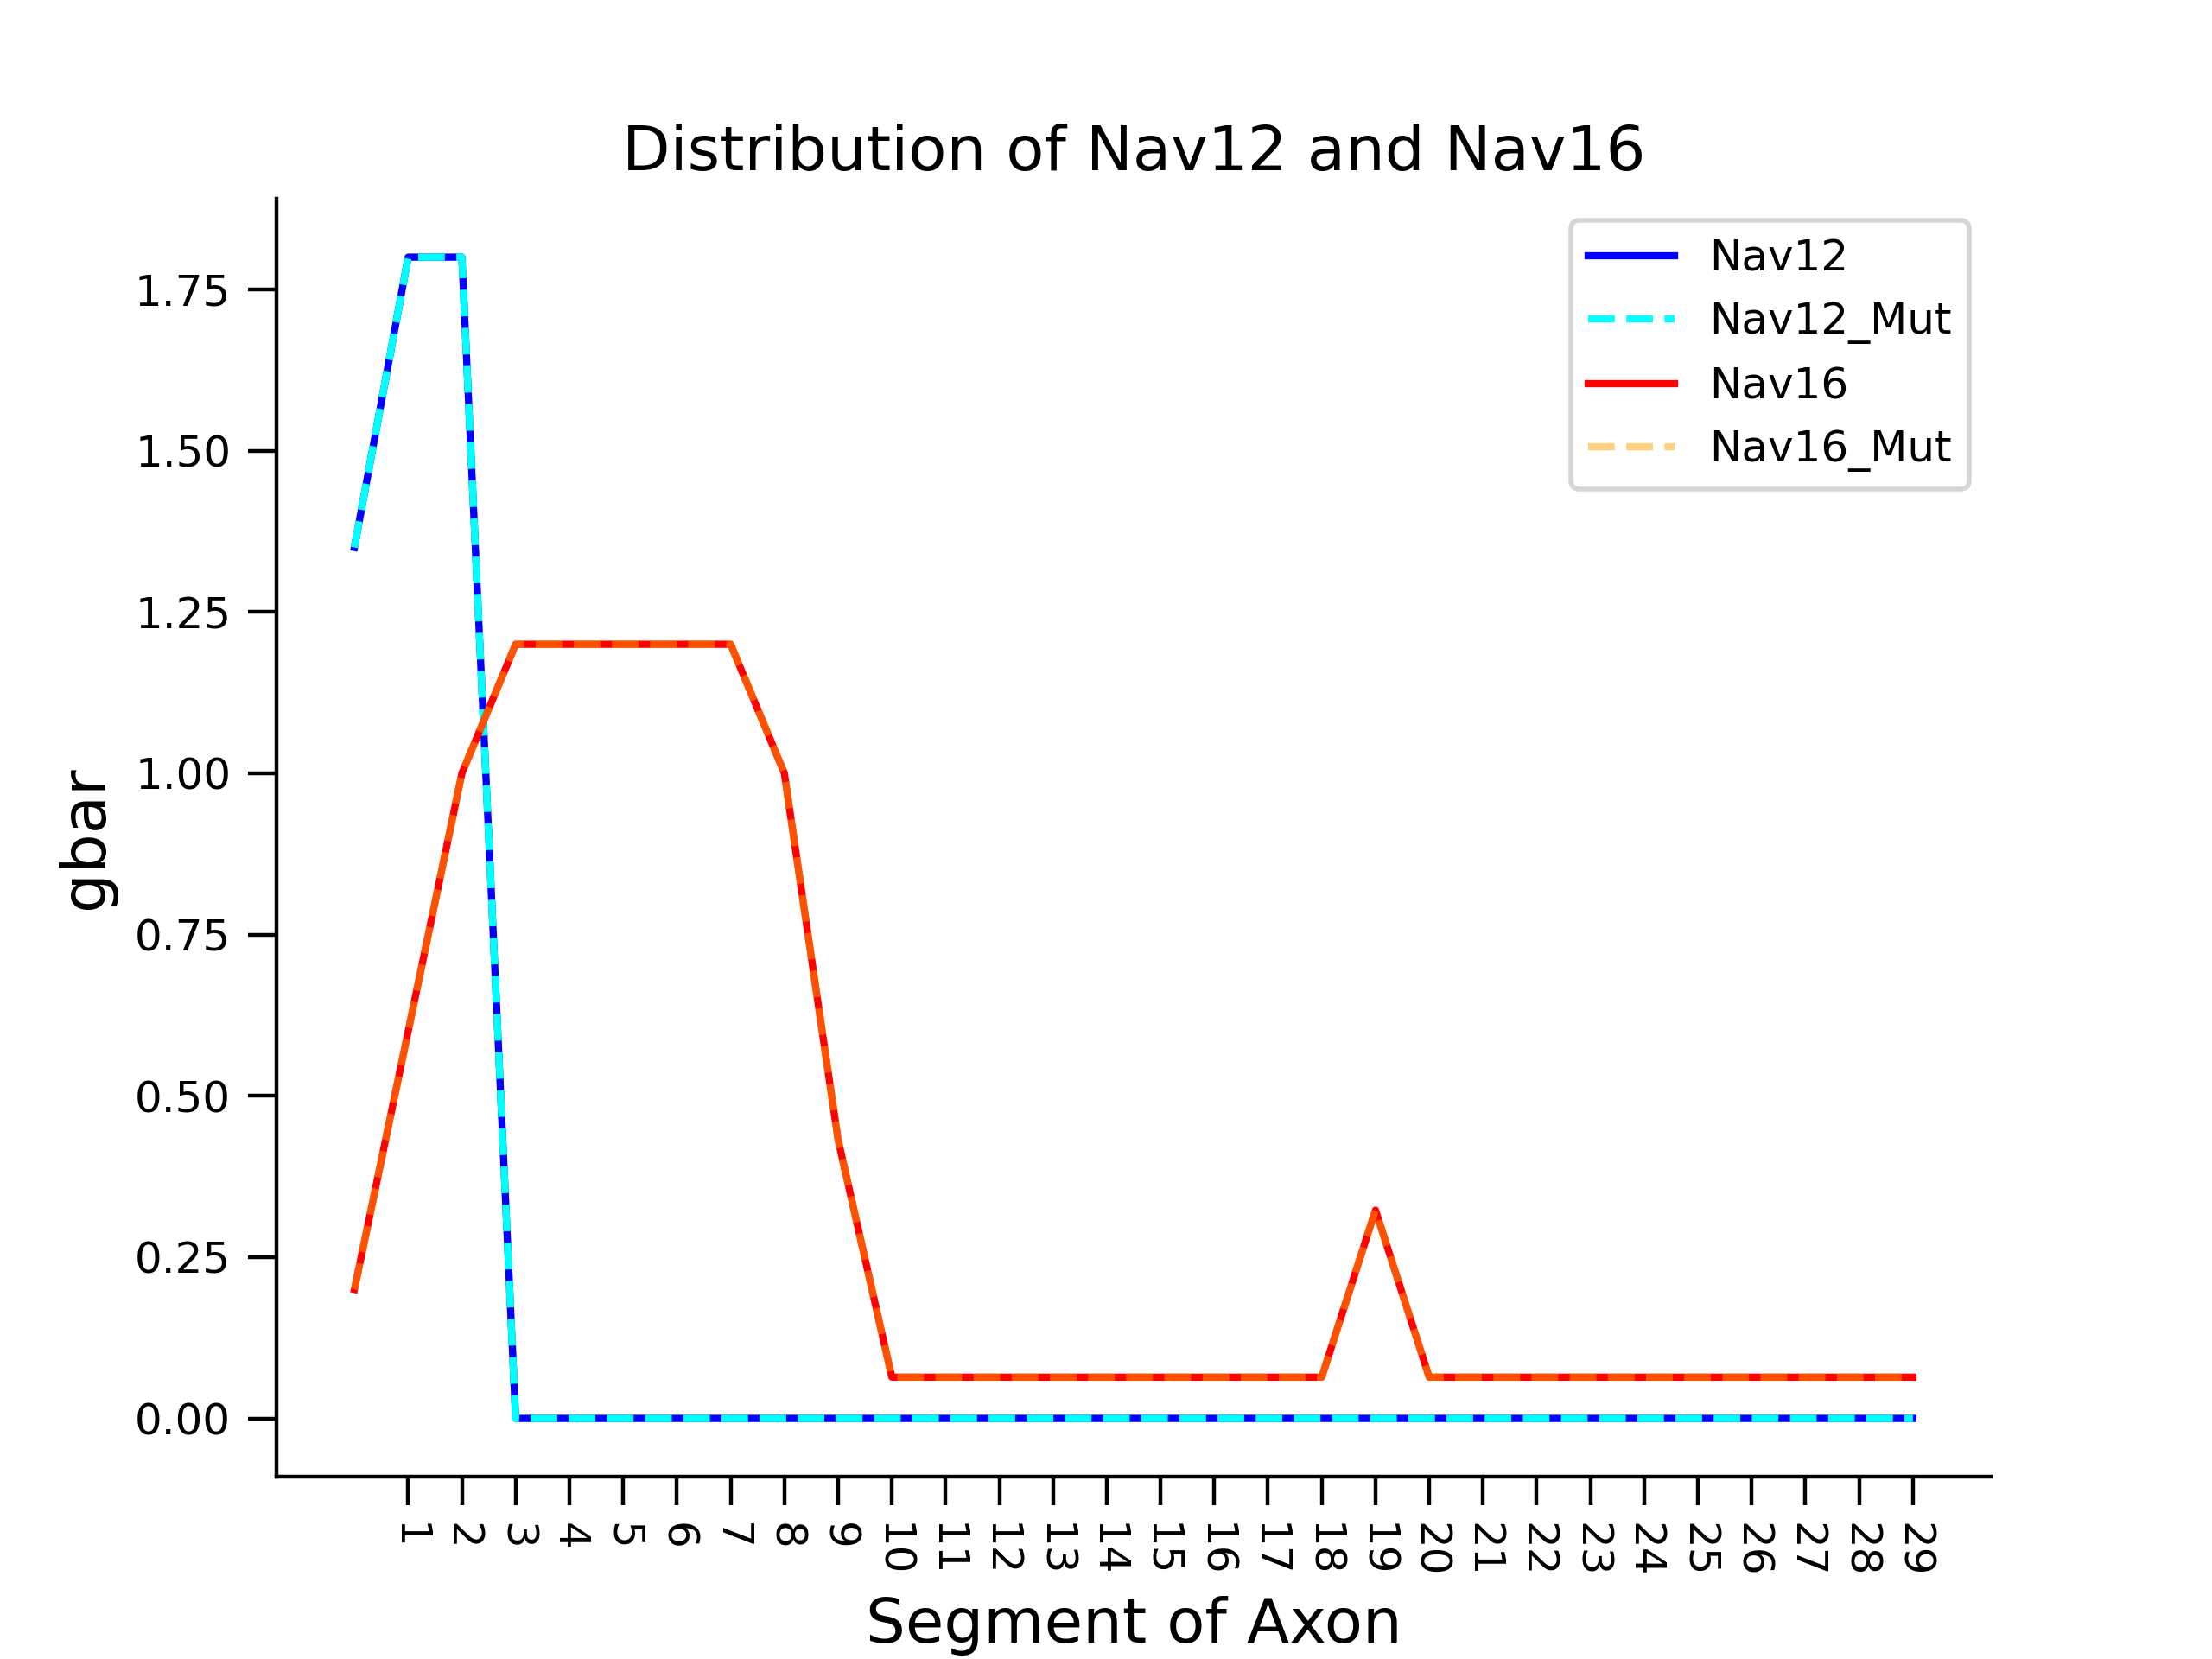 Distribution of Nav12 and Nav16
Nav12
Nav12_Mut
Nav16
Nav16_Mut
gbar
1.75
1.50
1.25
1.00
0.75
0.50
0.25
0.00
1 2 3 4 5 6 7 8 9 10 11 12 13 14 15 16 17 18 19 20 21 22 23 24 25 26 27 28 29
Segment of Axon